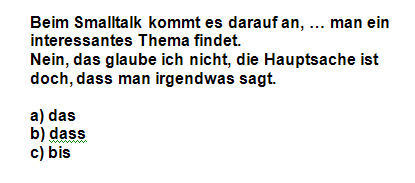 Beim Smalltalk kommt es darauf an, … man ein
interessantes Thema findet.
Nein, das glaube ich nicht, die Hauptsache ist
doch, dass man irgendwas sagt.
a) das
b) dass
c) bis